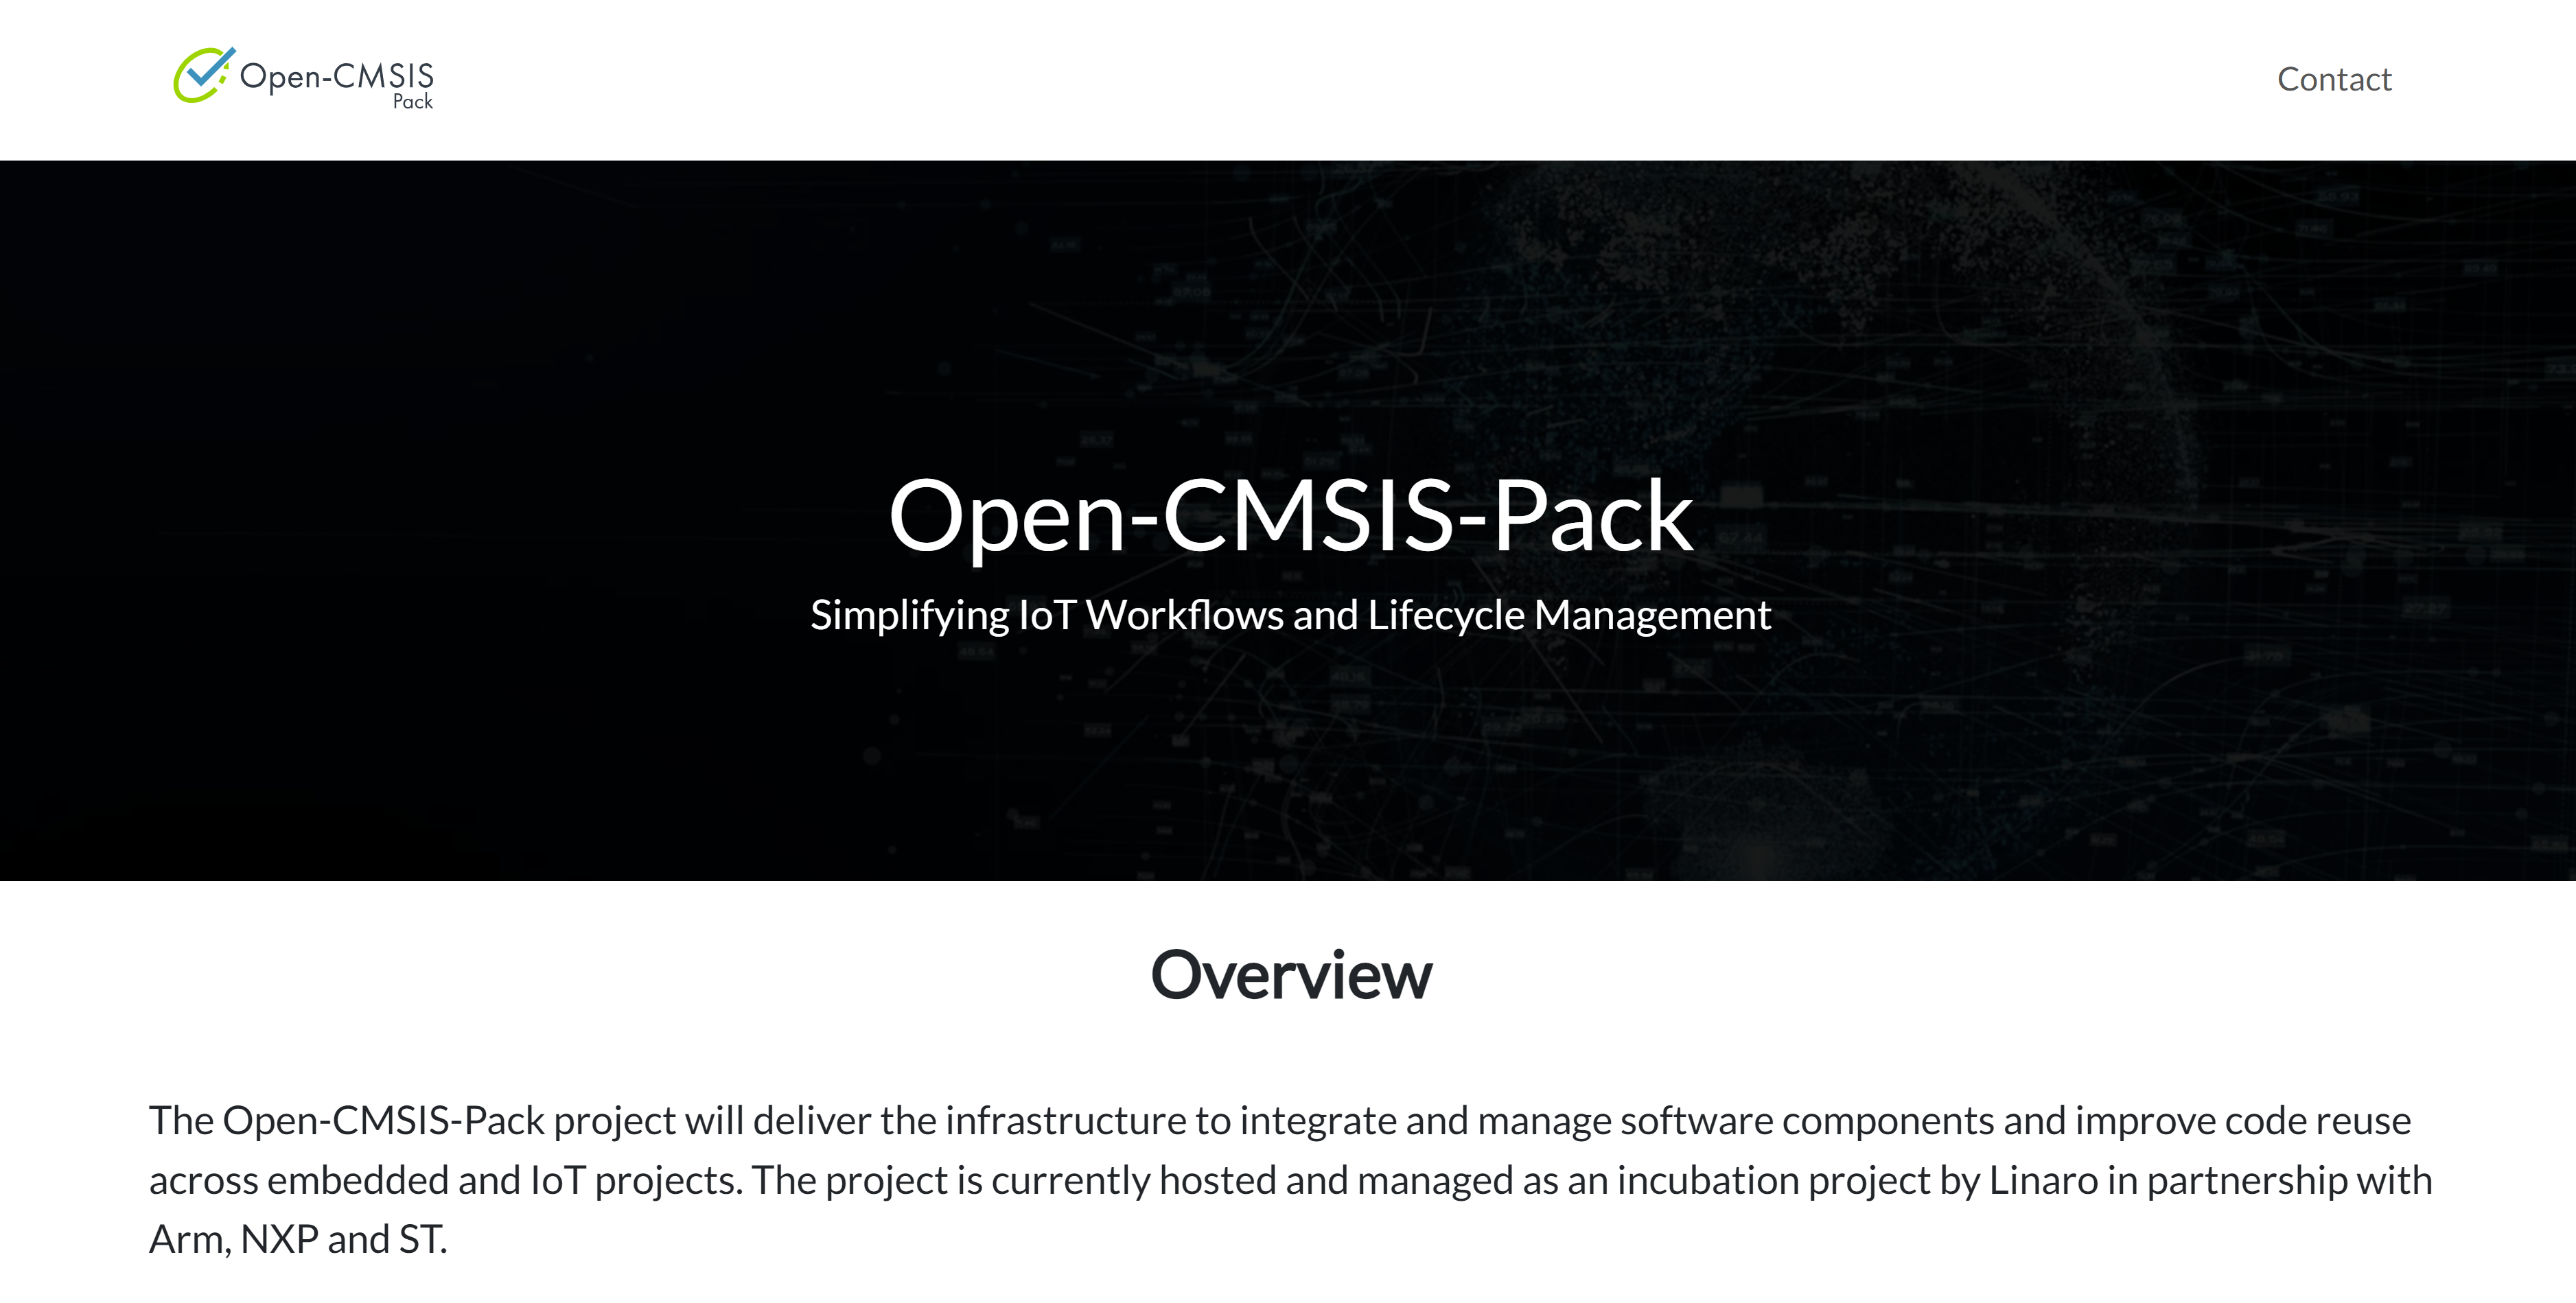 Open-CMSIS
Pack
Contact
Open-CMSIS-Pack
Simplifying IoT Workflows and Lifecycle Management
Overview
The Open-CMSIS-Pack project will deliver the infrastructure to integrate and manage software components and improve code reuse
across embedded and IoT projects. The project is currently hosted and managed as an incubation project by Linaro in partnership with
Arm, NXP and ST.